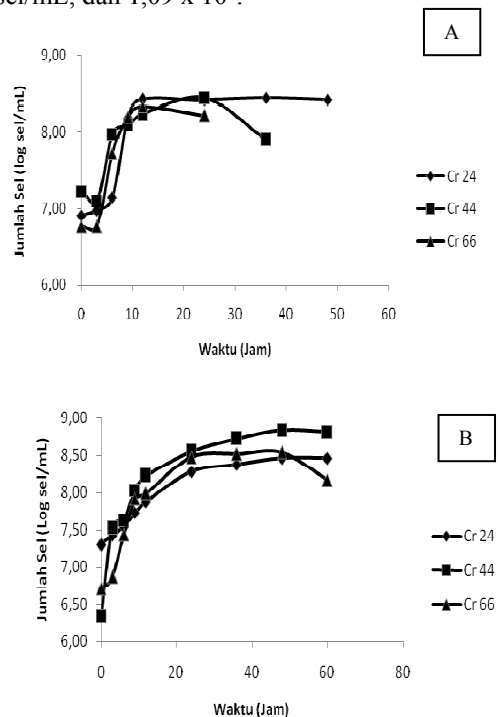 sel/mL, dan 1,09 x 10
A
9,00
8,00
7,00
6,00
Jumlah Sel (log sel/mL)
0 10 20 30 40 50 60
Waktu (Jam)
Cr 24
Cr 44
Cr 66
B
9,00
8,50
8,00
7,50
7,00
6,50
6,00
Jumlah Sel (Log sel/mL)
0 20 40 60 80
Waktu (Jam)
Cr 24
Cr 44
Cr 66